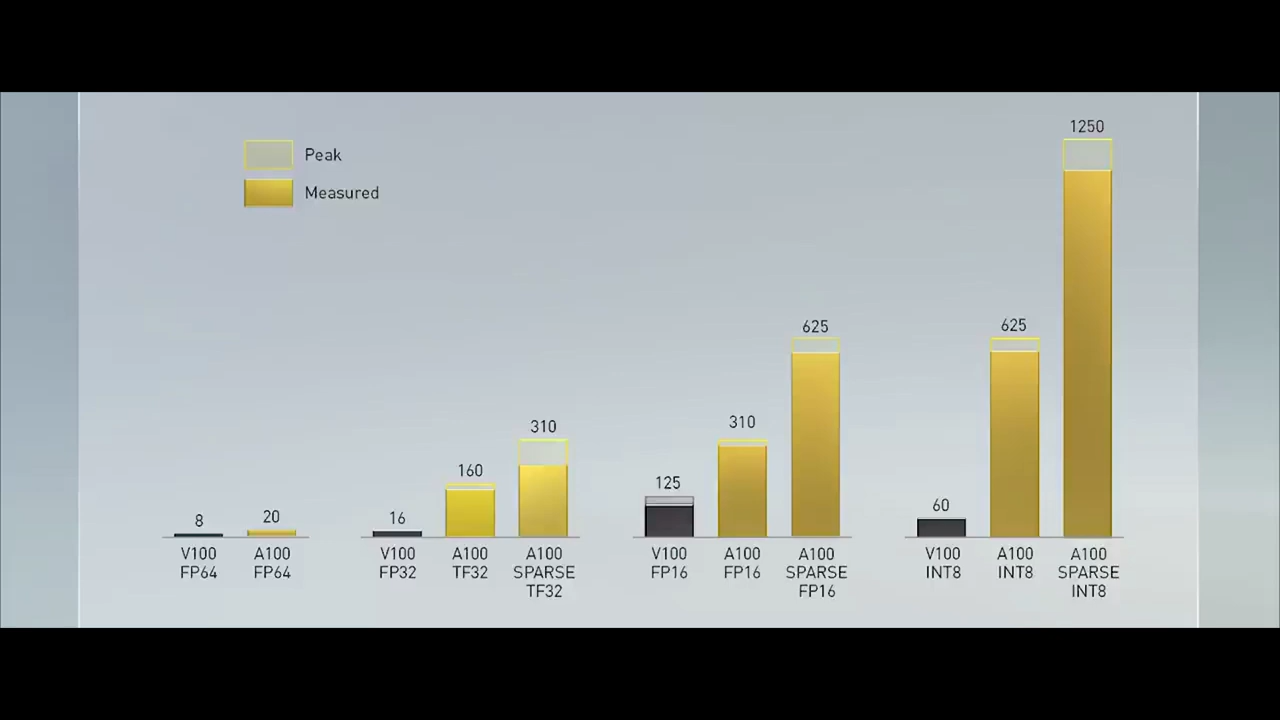 Peak
Measured
8
20
16
160
310
125
310
625
60
625
1250
V100
FP64
A100
FP64
V100
FP32
A100
TF32
A100
SPARSE
TF32
V100
FP16
A100
FP16
A100
SPARSE
FP16
V100
INT8
A100
INT8
A100
SPARSE
INT8